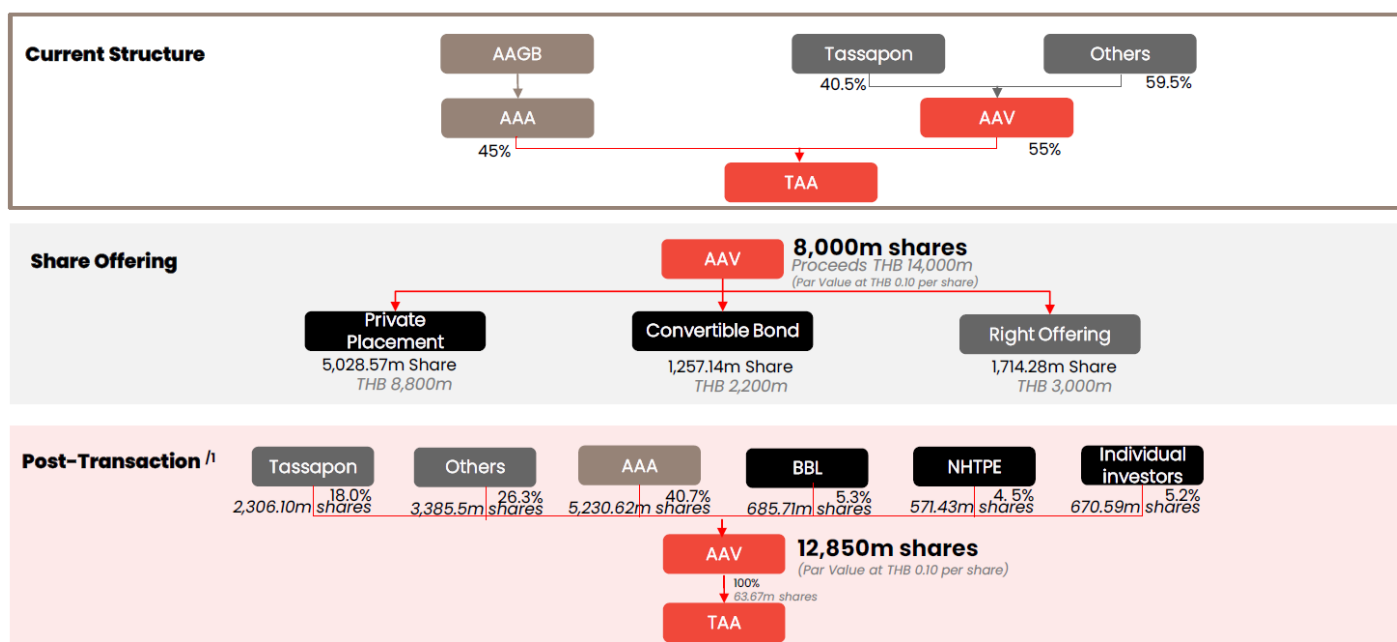 Current Structure
AAGB
Tassapon
Others
40.5%
59.5%
AAA
AAV
45%
55%
TAA
Share Offering
AAV
8,000m shares
Proceeds THB 14,000m
(Par Value at THB 0.10 per share)
Private
Placement
Convertible Bond
Right Offering
5,028.57m Share
THB 8,800m
1,257.14m Share
THB 2,200m
1,714.28m Share
THB 3,000m
Post-Transaction /1
Tassapon
Others
AAA
BBL
NHTPE
Individual
investors
18.0%
2,306.10m shares
26.3%
3,385.5m shares
40.7%
5,230.62m shares
5.3%
685.71m shares
4.5%
571.43m shares
5.2%
670.59m shares
AAV
12,850m shares
(Par Value at THB 0.10 per share)
100%
63.67m shares
TAA